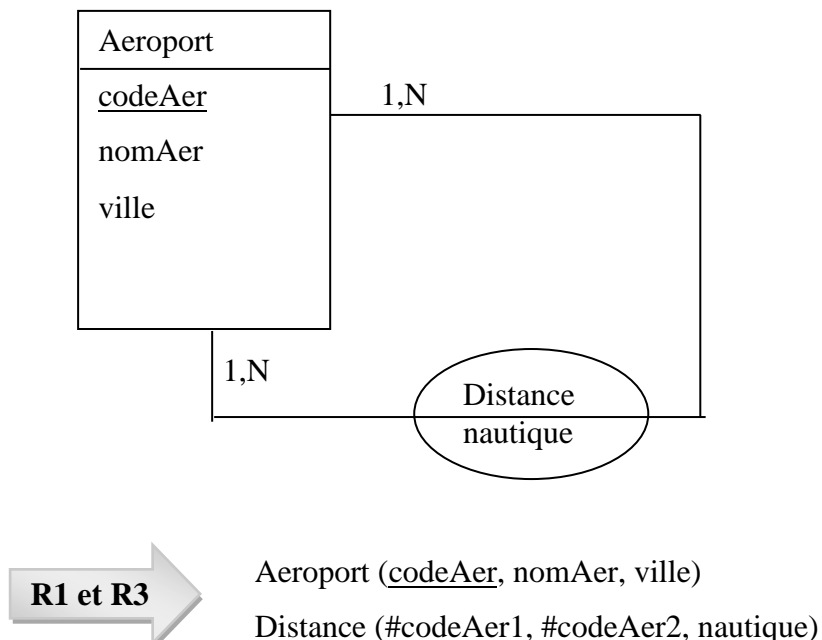 Aeroport
codeAer
1,N
nomAer
ville
1,N
Distance
nautique
R1 et R3
Aeroport (codeAer, nomAer, ville)
Distance (#codeAer1, #codeAer2, nautique)